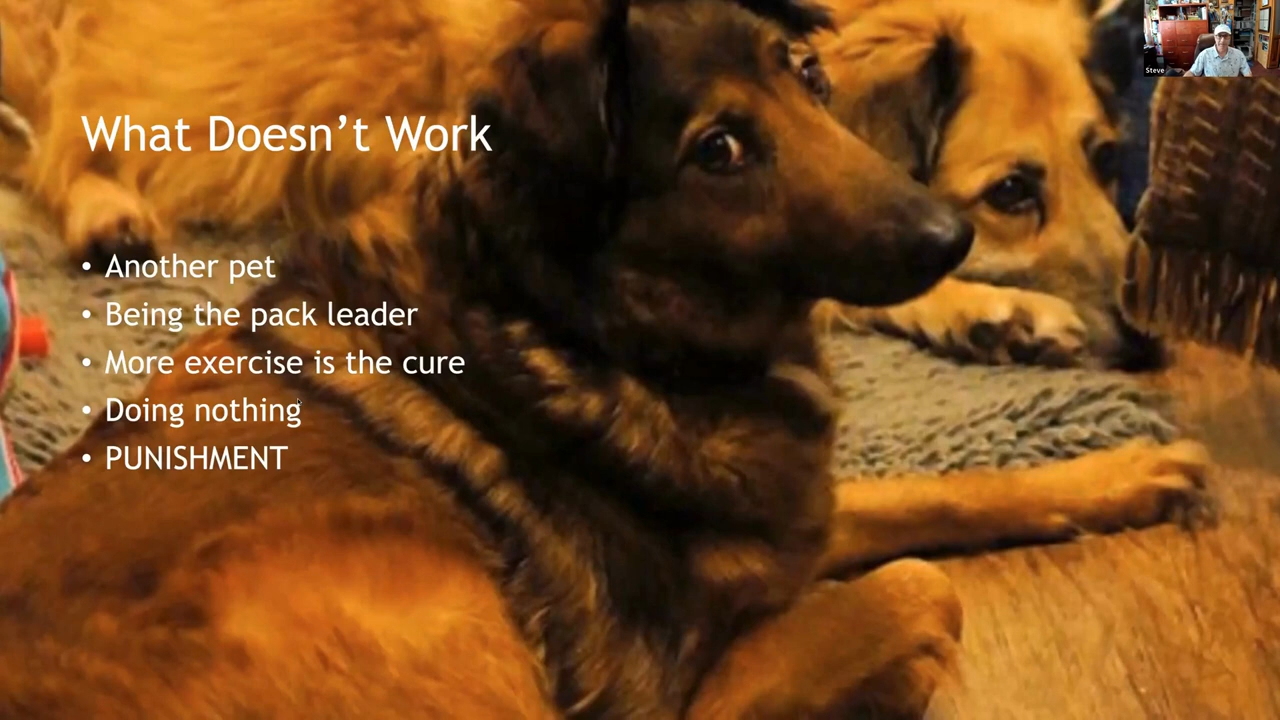 Steve
What Doesn’t Work
• Another pet
• Being the pack leader
• More exercise is the cure
• Doing nothing
• PUNISHMENT